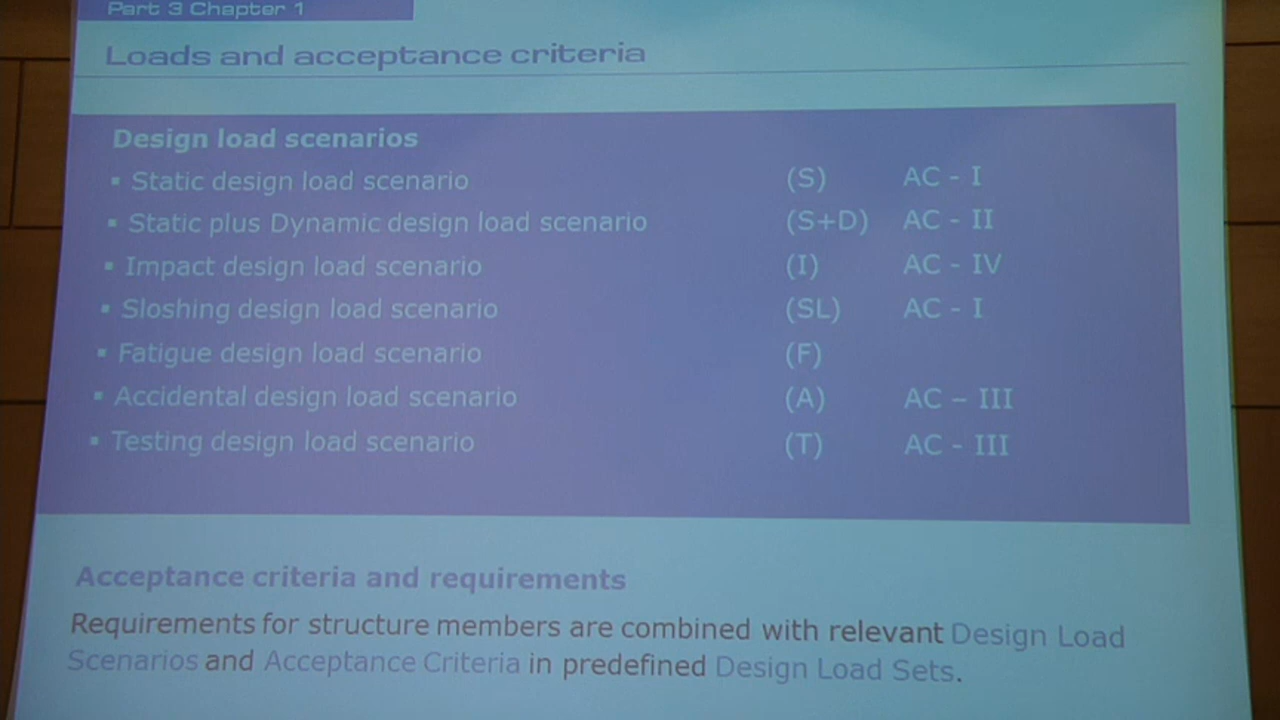 Part 3 Chapter 1
Loads and acceptance criteria
Design load scenarios
▪ Static design load scenario (S) AC - I
▪ Static plus Dynamic design load scenario (S+D) AC - II
▪ Impact design load scenario (I) AC - IV
▪ Sloshing design load scenario (SL) AC - I
▪ Fatigue design load scenario (F)
▪ Accidental design load scenario (A) AC – III
▪ Testing design load scenario (T) AC - III
Acceptance criteria and requirements
Requirements for structure members are combined with relevant Design Load
Scenarios and Acceptance Criteria in predefined Design Load Sets.